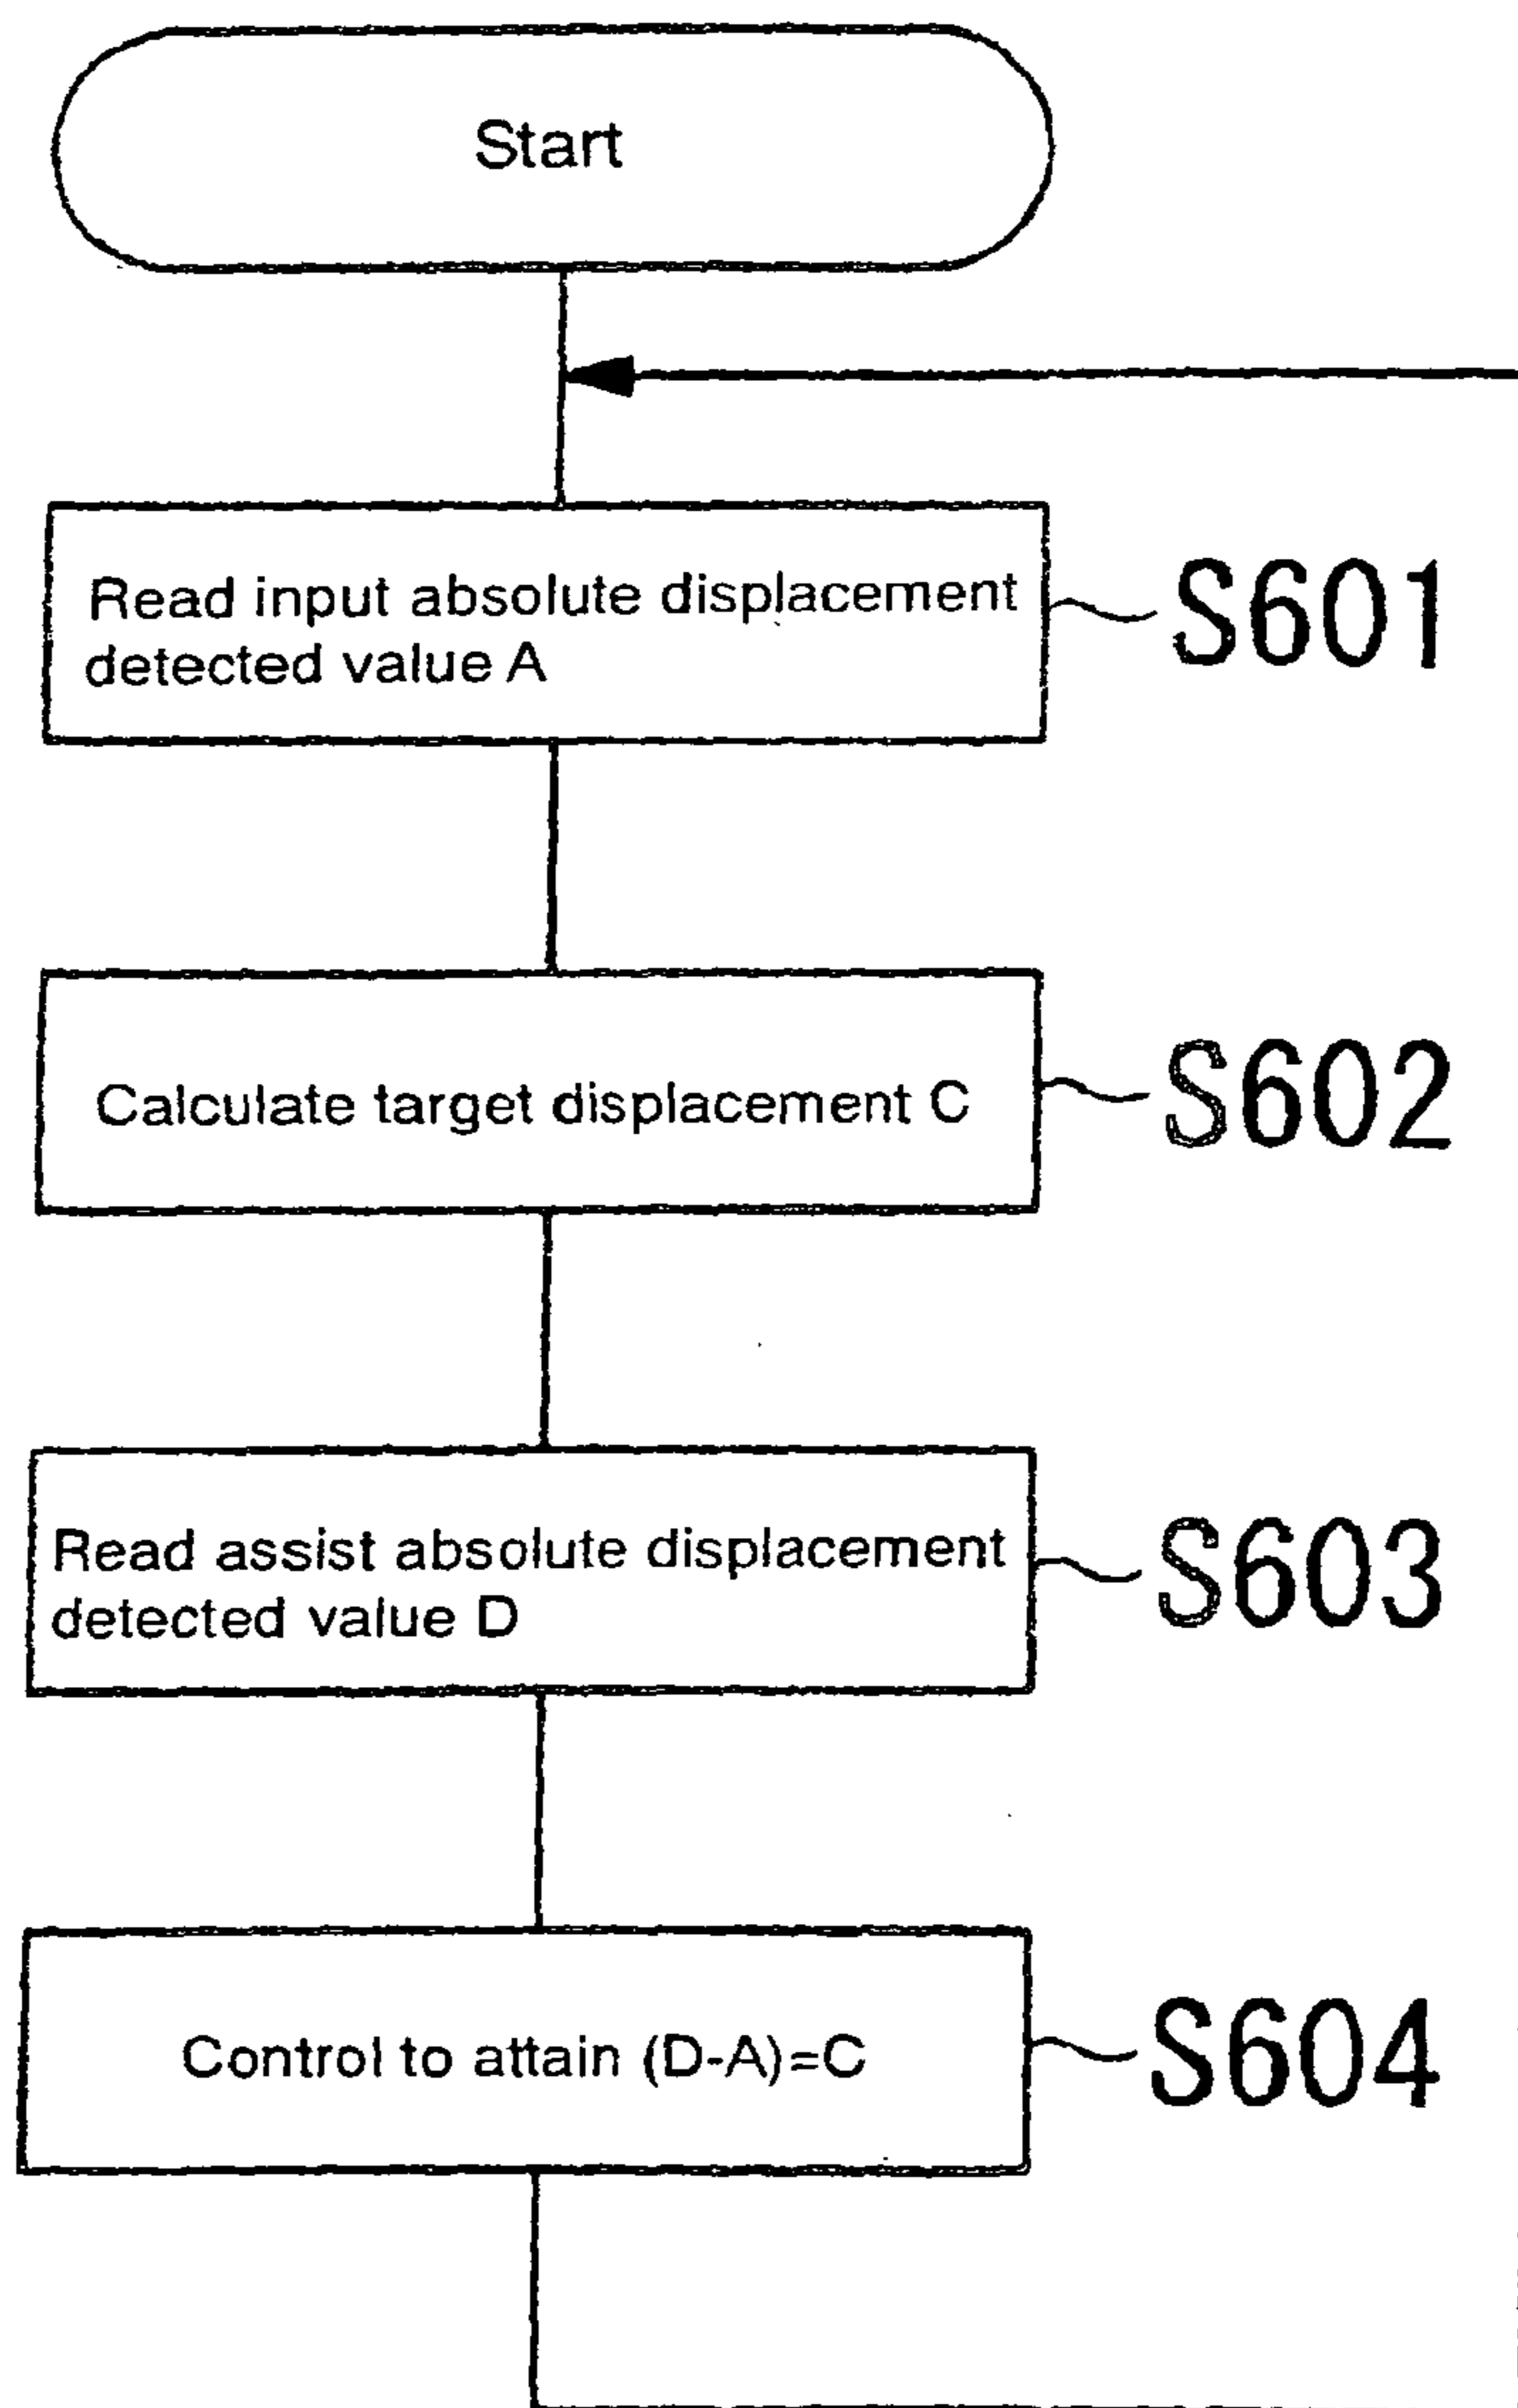 Start
Read input absolute displacement
detected value A
S601
Calculate target displacement C
S602
Read assist absolute displacement
detected value D
S603
Control to attain (D-A)=C
S604